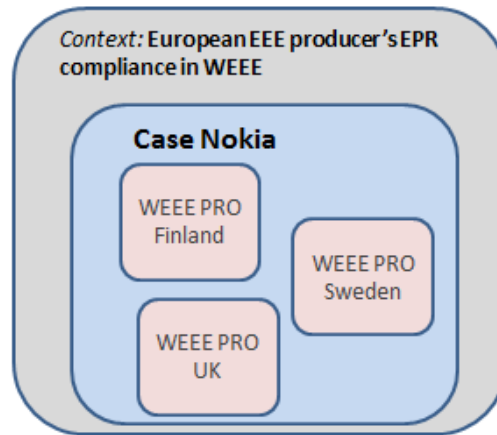 Context: European EEE producer's EPR
compliance in WEEE
Case Nokia
WEEE PRO
Finland
WEEE PRO
Sweden
WEEE PRO
UK